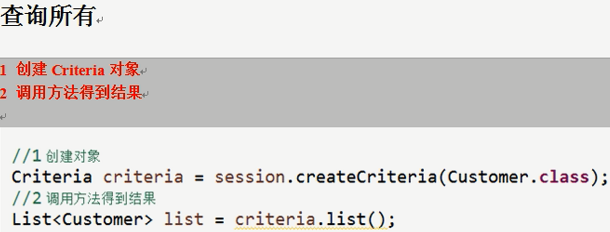 查询所有
1 创建 Criteria 对象
2 调用方法得到结果
//1 创建对象
Criteria criteria = session.createCriteria(Customer.class);
//2 调用方法得到结果
List<Customer> list = criteria.list();